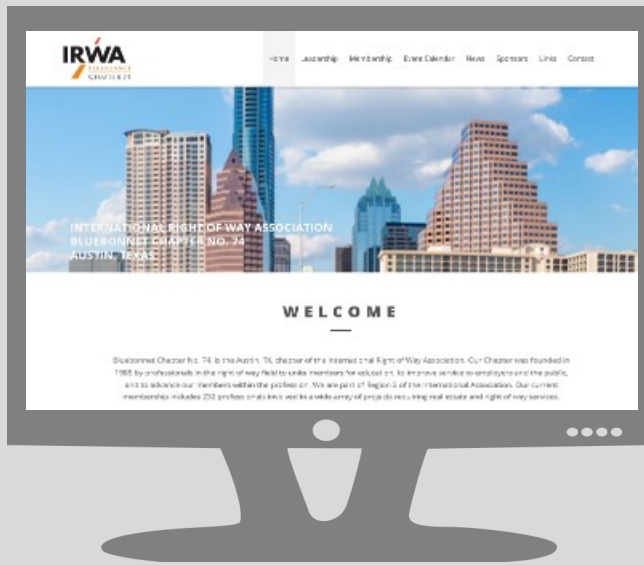 IRWA
BLUEBONNET
CHAPTER 74
Home Leadership Membership Event Calendar News Sponsors Links Contact
INTERNATIONAL RIGHT OF WAY ASSOCIATION
BLUEBONNET CHAPTER NO. 74
AUSTIN, TEXAS
WELCOME
Bluebonnet Chapter No. 74, is the Austin, TX, chapter of the International Right of Way Association. Our Chapter was founded in
1985 by professionals in the right of way field to unite members for education, to improve service to employers and the public,
and to advance our members within the profession. We are part of Region 2 of the International Association. Our current
membership includes 232 professionals involved in a wide array of projects requiring real estate and right of way services.